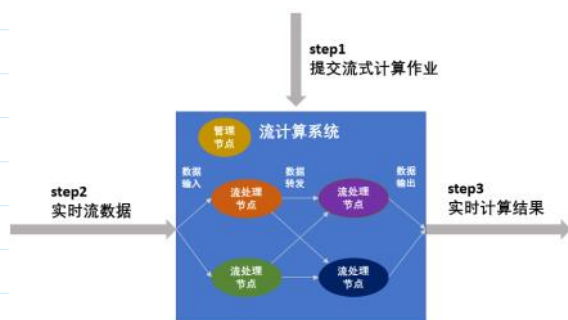 step1
提交流式计算作业
管理
节点
流计算系统
数据
输入
数据
转发
数据
输出
step2
实时流数据
流处理
节点
流处理
节点
step3
实时计算结果
流处理
节点
流处理
节点